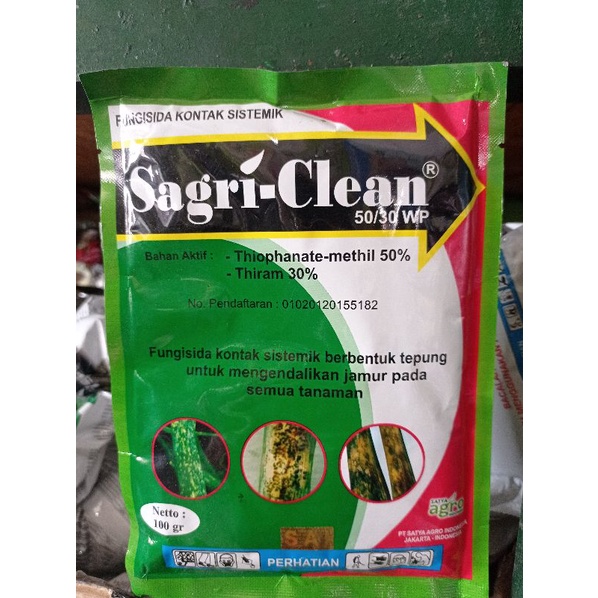 FUNGISIDA KONTAK SISTEMIK
Sagri-Clean®
50/30 WP
Bahan Aktif : - Thiophanate-methil 50%
- Thiram 30%
No. Pendaftaran : 01020120155182
Fungisida kontak sistemik berbentuk tepung
untuk mengendalikan jamur pada
semua tanaman
Netto :
100 gr
SATYA
agro
PT SATYA AGRO INDONESIA
JAKARTA - INDONESIA
PERHATIAN